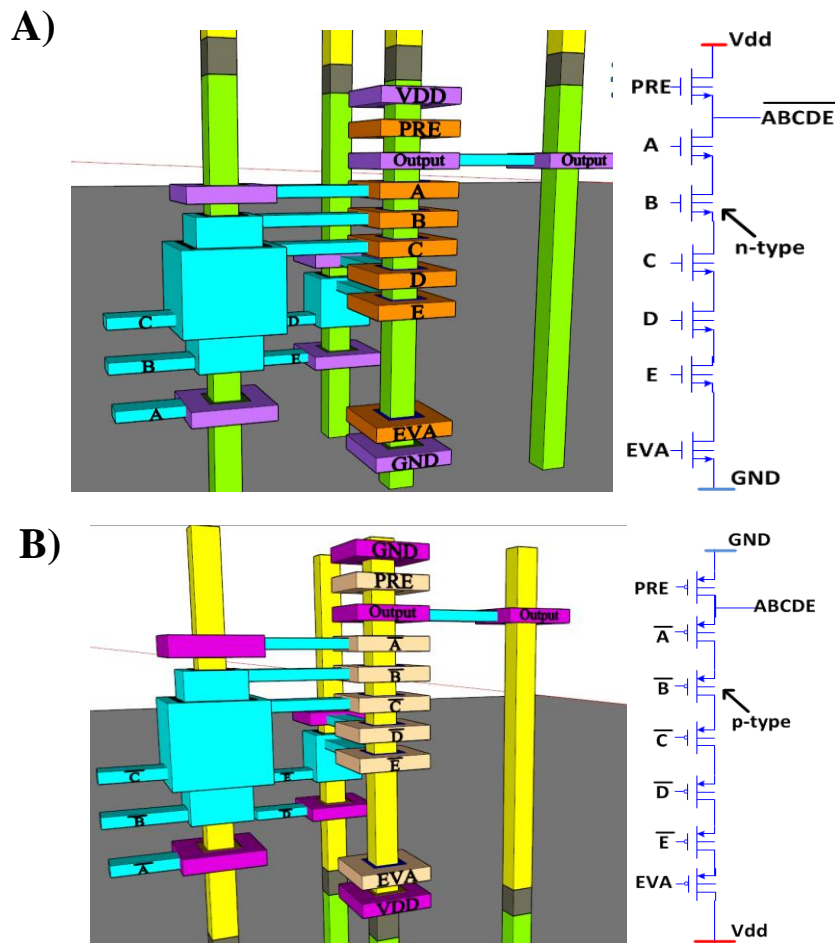 A)
VDD
PRE
Output
Output
A
B
C
D
E
C
B
A
D
E
EVA
GND
Vdd
PRE
A̅B̅C̅D̅E̅
A
B
n-type
C
D
E
EVA
GND
B)
GND
PRE
Output
Output
A̅
B̅
C̅
D̅
E̅
C̅
B̅
A̅
E̅
D̅
EVA
VDD
GND
PRE
ABCDE
A̅
B̅
p-type
C̅
D̅
E̅
EVA
Vdd